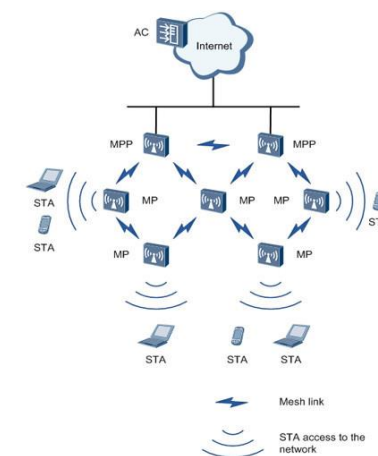 AC
Internet
MPP
MPP
STA
MP
MP
MP
STA
MP
MP
STA
STA
STA
Mesh link
STA access to the
network